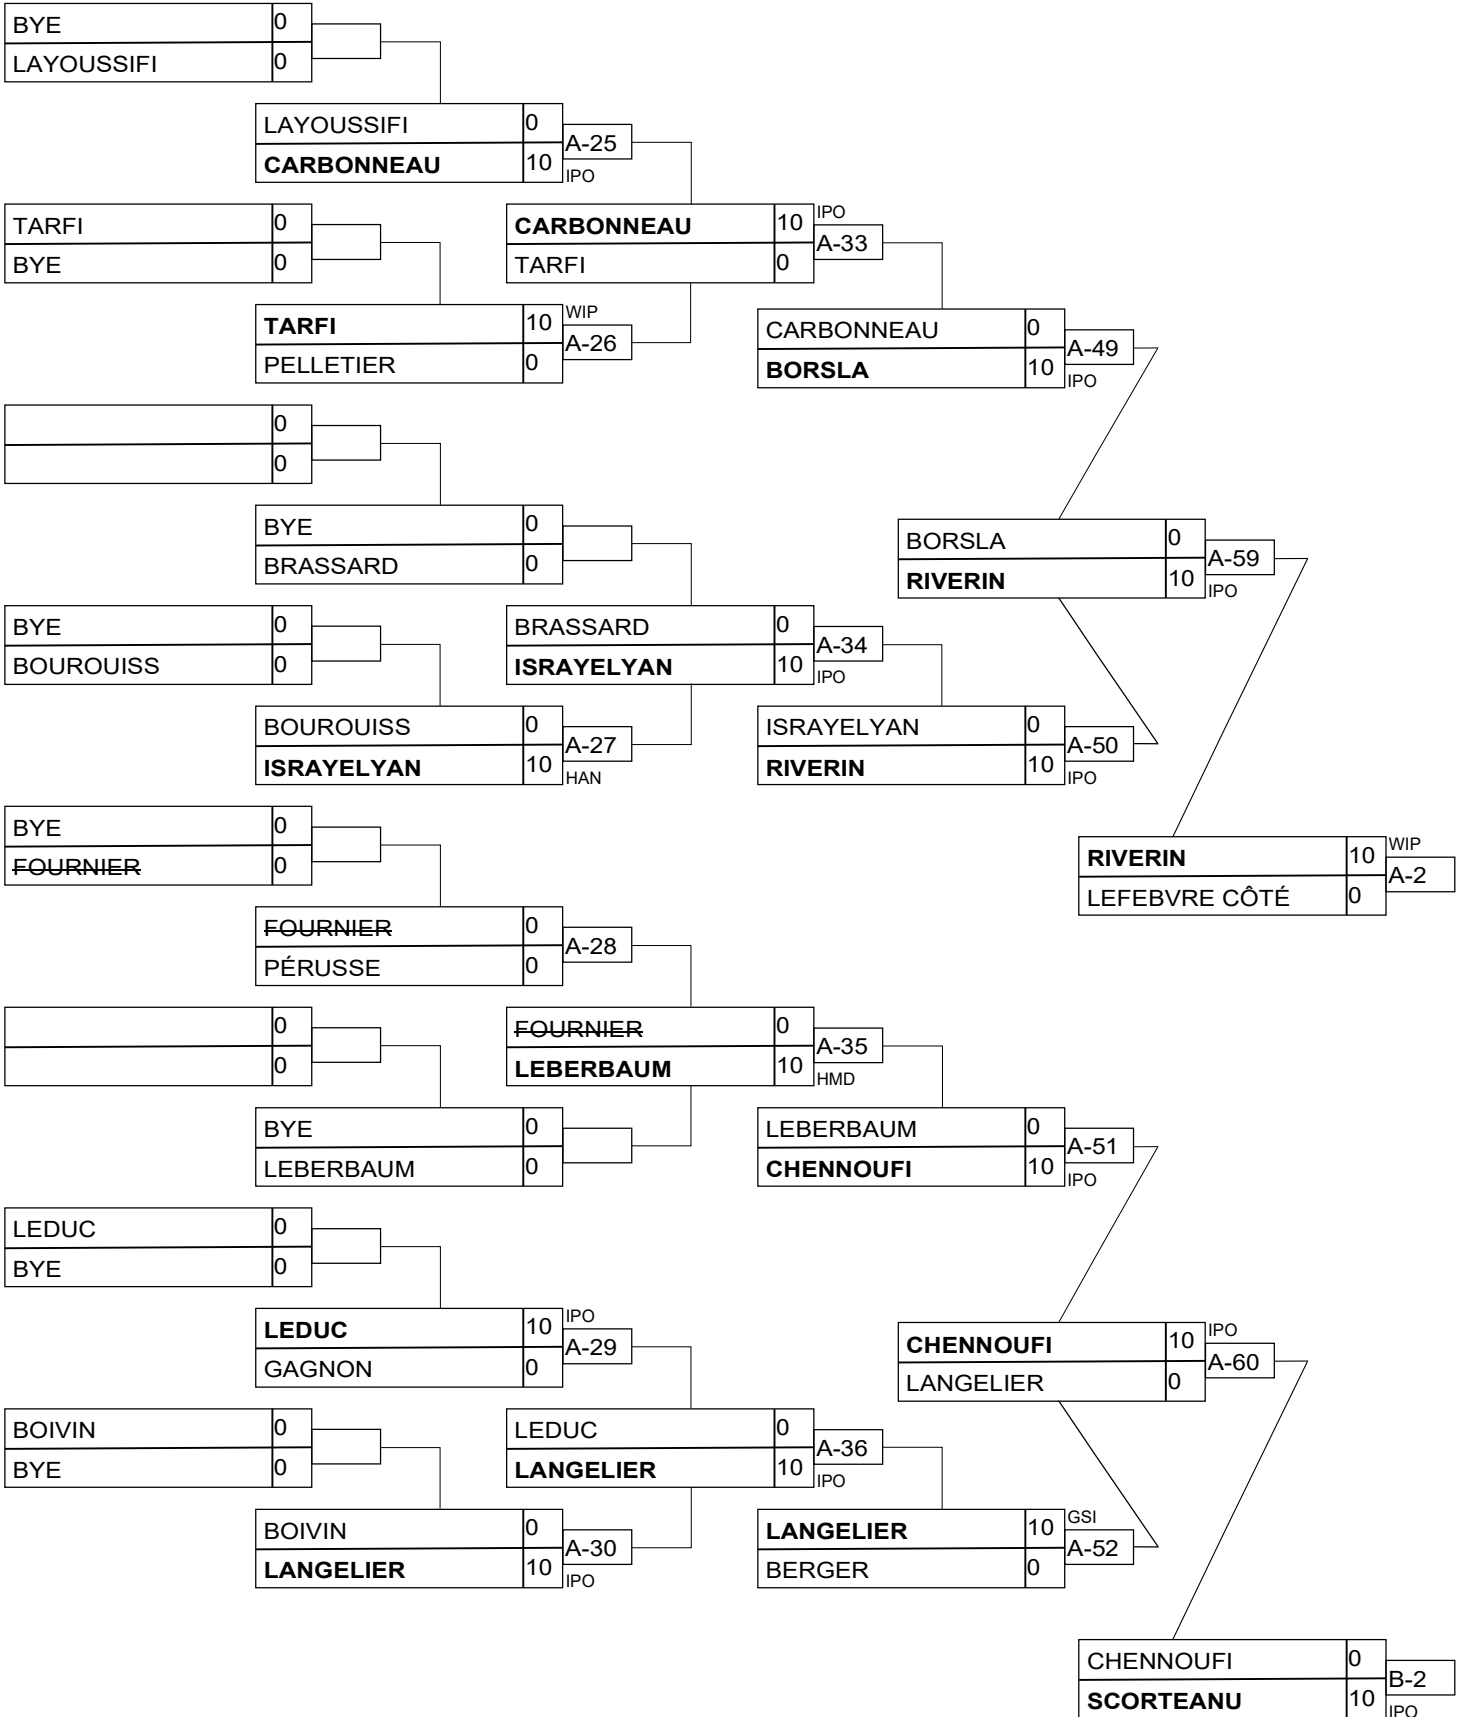 BYE 0
LAYOUSSIFI 0
LAYOUSSIFI 0
A-25
CARBONNEAU 10
IPO
TARFI 0
BYE 0
CARBONNEAU 10 IPO
A-33
TARFI 0
TARFI 10 WIP
A-26
PELLETIER 0
CARBONNEAU 0
A-49
BORSLA 10
IPO
0
0
BYE 0
BRASSARD 0
BORSLA 0
A-59
RIVERIN 10
IPO
BYE 0
BOUROUISS 0
BRASSARD 0
A-34
ISRAYELYAN 10
IPO
BOUROUISS 0
A-27
ISRAYELYAN 10
HAN
ISRAYELYAN 0
A-50
RIVERIN 10
IPO
BYE 0
FOURNIER 0
RIVERIN 10 WIP
A-2
LEFEBVRE CÔTÉ 0
FOURNIER 0
A-28
PÉRUSSE 0
0
0
FOURNIER 0
A-35
LEBERBAUM 10
HMD
BYE 0
LEBERBAUM 0
LEBERBAUM 0
A-51
CHENNOUFI 10
IPO
LEDUC 0
BYE 0
LEDUC 10 IPO
A-29
GAGNON 0
CHENNOUFI 10 IPO
A-60
LANGELIER 0
BOIVIN 0
BYE 0
LEDUC 0
A-36
LANGELIER 10
IPO
BOIVIN 0
A-30
LANGELIER 10
IPO
LANGELIER 10 GSI
A-52
BERGER 0
CHENNOUFI 0
B-2
SCORTEANU 10
IPO